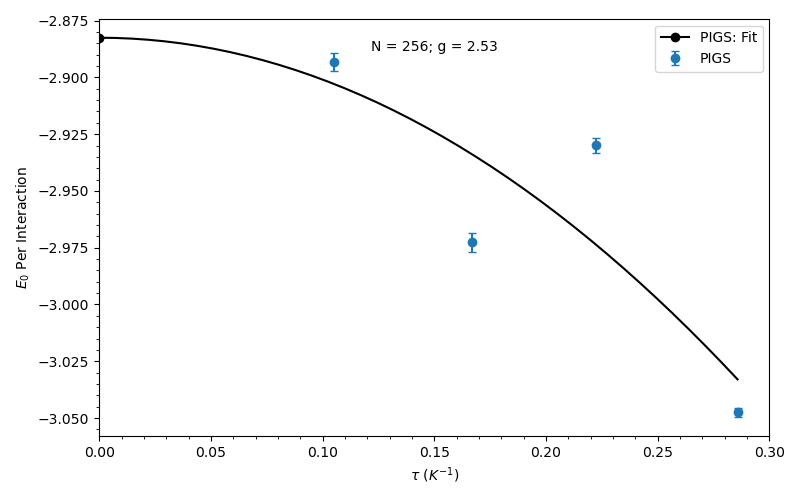 N = 256; g = 2.53
PIGS: Fit
PIGS
E₀ Per Interaction
−2.875
−2.900
−2.925
−2.950
−2.975
−3.000
−3.025
−3.050
0.00 0.05 0.10 0.15 0.20 0.25 0.30
τ (K⁻¹)